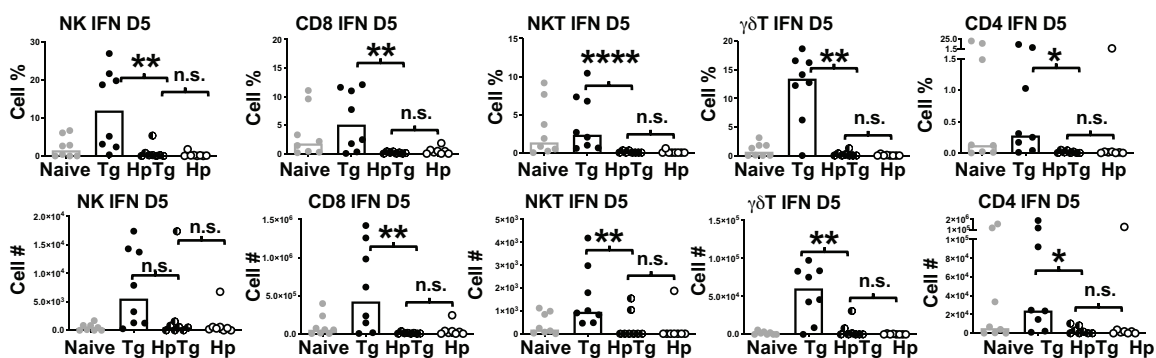 NK IFN D5
Cell %
30
20
10
0
**
n.s.
Naive Tg HpTg Hp
CD8 IFN D5
Cell %
20
15
10
5
0
**
n.s.
Naive Tg HpTg Hp
NKT IFN D5
Cell %
15
10
5
0
****
n.s.
Naive Tg HpTg Hp
γδT IFN D5
Cell %
20
15
10
5
0
**
n.s.
Naive Tg HpTg Hp
CD4 IFN D5
Cell %
25.0
1.5
1.0
0.5
0.0
*
n.s.
Naive Tg HpTg Hp
NK IFN D5
Cell #
2.0×10⁴
1.5×10⁴
1.0×10⁴
5.0×10³
0.0
n.s.
n.s.
Naive Tg HpTg Hp
CD8 IFN D5
Cell #
1.5×10⁶
1.0×10⁶
5.0×10⁵
0.0
**
n.s.
Naive Tg HpTg Hp
NKT IFN D5
Cell #
5×10³
4×10³
3×10³
2×10³
1×10³
0
**
n.s.
Naive Tg HpTg Hp
γδT IFN D5
Cell #
1.5×10⁵
1.0×10⁵
5.0×10⁴
0.0
**
n.s.
Naive Tg HpTg Hp
CD4 IFN D5
Cell #
2×10⁶
1×10⁶
1×10⁵
8×10⁴
6×10⁴
4×10⁴
2×10⁴
0
*
n.s.
Naive Tg HpTg Hp